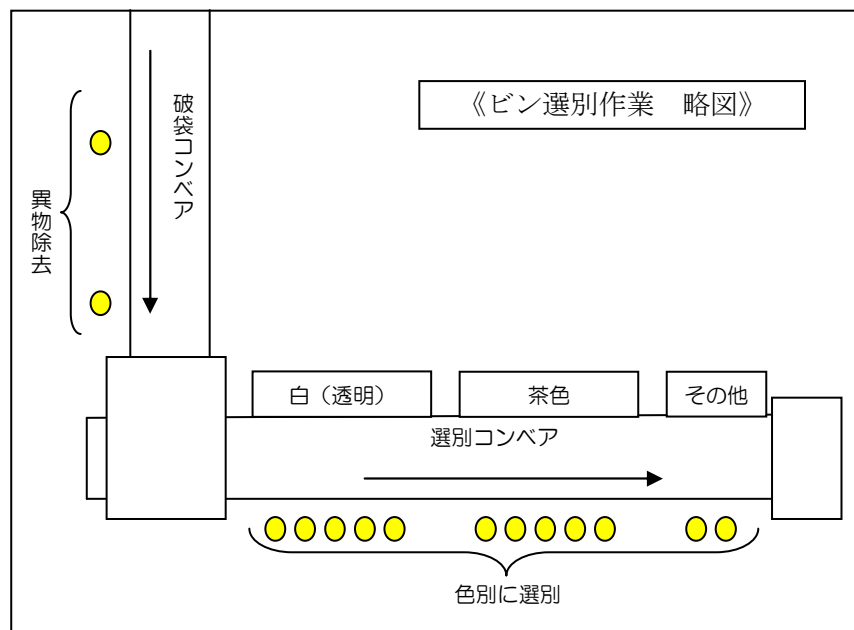 《ビン選別作業　略図》
破袋コンベア
異物除去
白（透明）
茶色
その他
選別コンベア
色別に選別